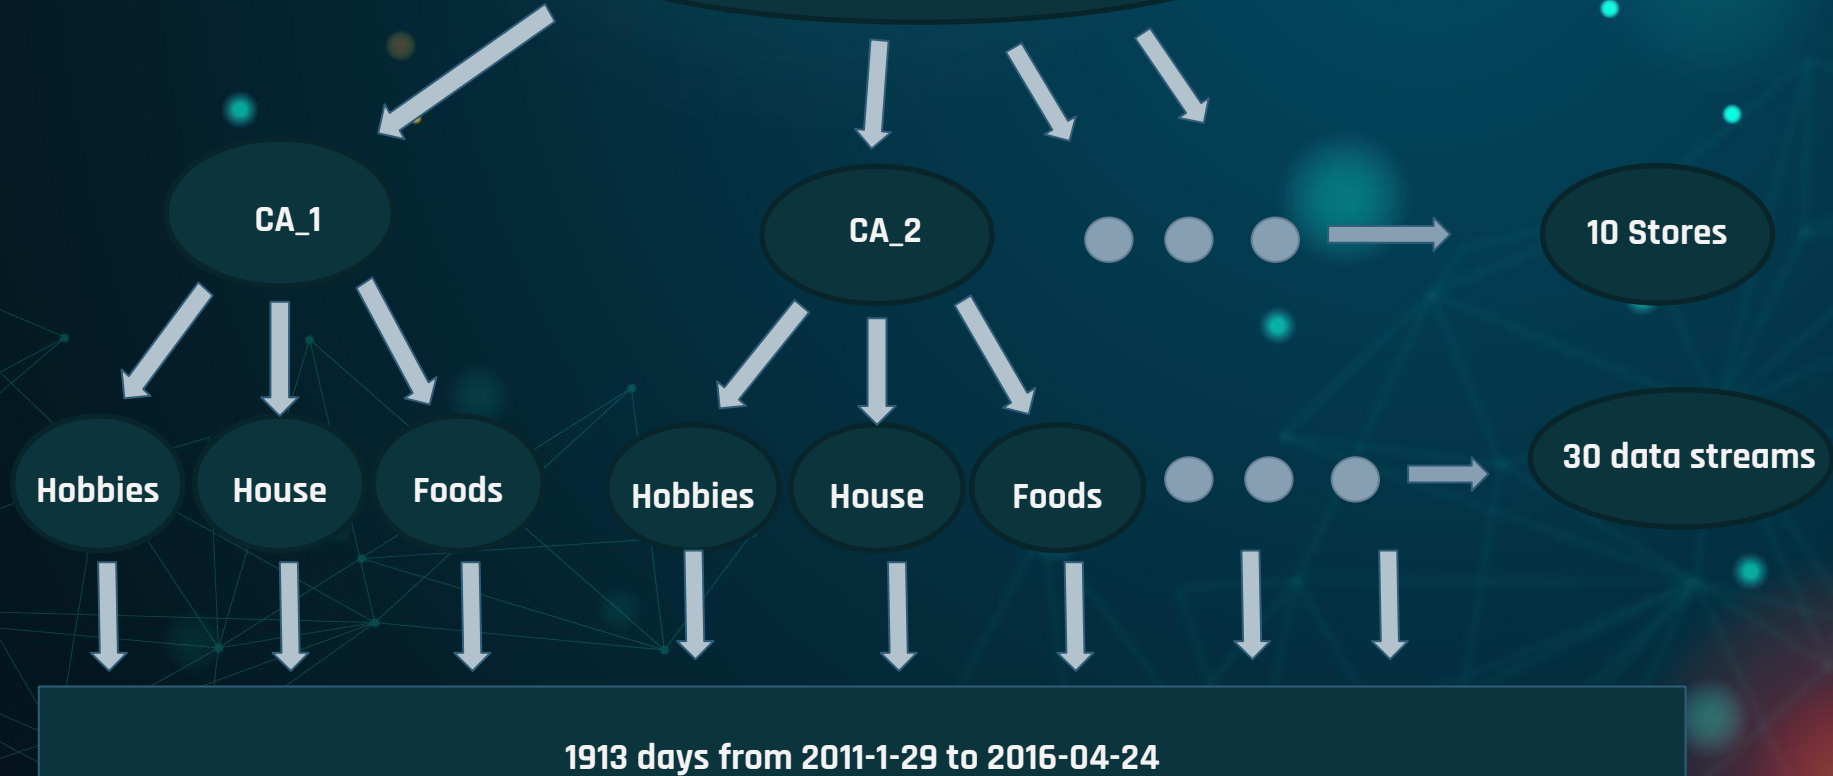 CA_1
CA_2
10 Stores
Hobbies
House
Foods
Hobbies
House
Foods
30 data streams
1913 days from 2011-1-29 to 2016-04-24